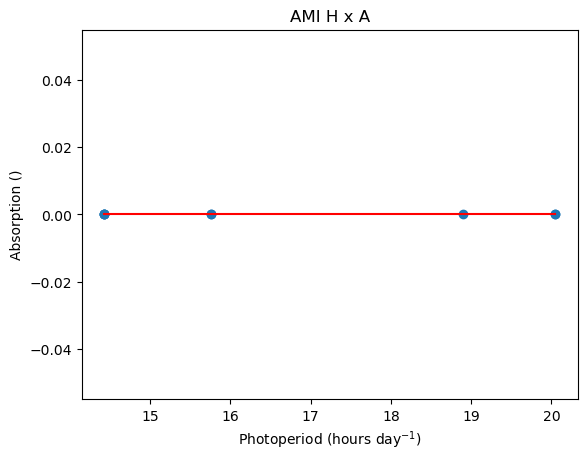 AMI H x A
Absorption ()
0.04
0.02
0.00
−0.02
−0.04
15 16 17 18 19 20
Photoperiod (hours day⁻¹)